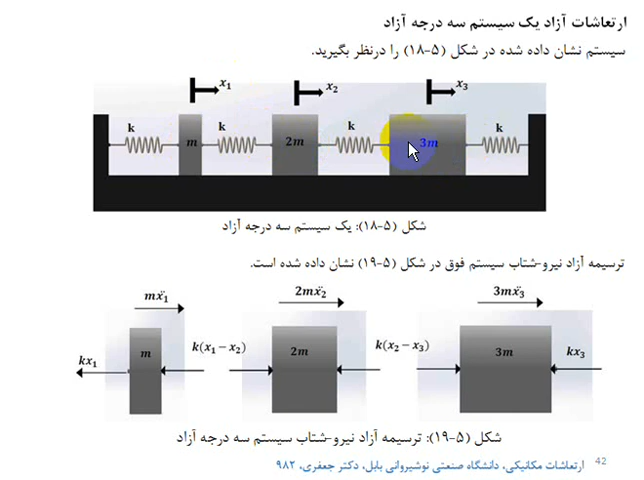 ارتعاشات آزاد یک سیستم سه درجه آزاد
سیستم نشان داده شده در شکل (۵-۱۸) را درنظر بگیرید.
x₁ x₂ x₃
k k k k
m 2m 3m
شکل (۵-۱۸): یک سیستم سه درجه آزاد
ترسیمه آزاد نیرو-شتاب سیستم فوق در شکل (۵-۱۹) نشان داده شده است.
mẍ₁ 2mẍ₂ 3mẍ₃
kx₁ m k(x₁ − x₂) 2m k(x₂ − x₃) 3m kx₃
شکل (۵-۱۹): ترسیمه آزاد نیرو-شتاب سیستم سه درجه آزاد
ارتعاشات مکانیکی، دانشگاه صنعتی نوشیروانی بابل، دکتر جعفری، ۹۸۲ 42